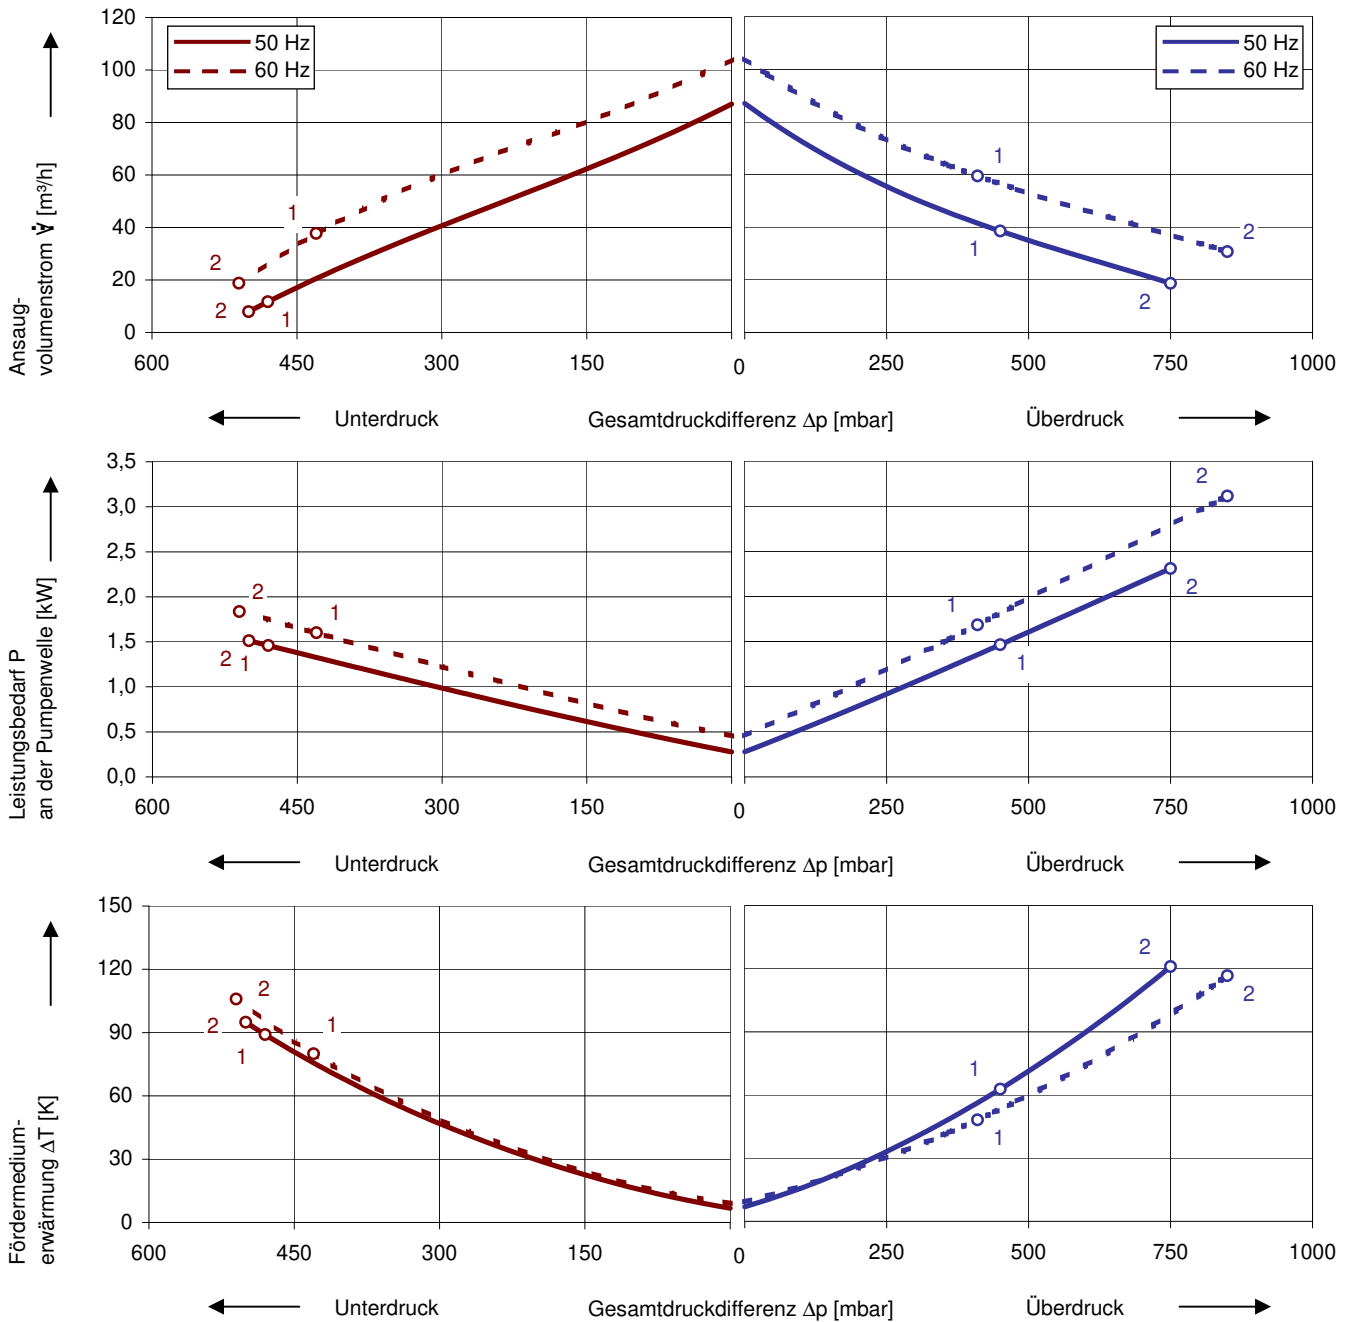 120
100
80
60
40
20
0
50 Hz
60 Hz
50 Hz
60 Hz
1
2
2
1
1
1
2
2
Ansaug-
volumenstrom V̇ [m³/h]
600 450 300 150 0 250 500 750 1000
Unterdruck Gesamtdruckdifferenz Δp [mbar] Überdruck
3,5
3,0
2,5
2,0
1,5
1,0
0,5
0,0
2
1
2 1
2
1
2
1
Leistungsbedarf P
an der Pumpenwelle [kW]
600 450 300 150 0 250 500 750 1000
Unterdruck Gesamtdruckdifferenz Δp [mbar] Überdruck
150
120
90
60
30
0
2
1
2
1
2
2
1
1
Fördermedium-
erwärmung ΔT [K]
600 450 300 150 0 250 500 750 1000
Unterdruck Gesamtdruckdifferenz Δp [mbar] Überdruck